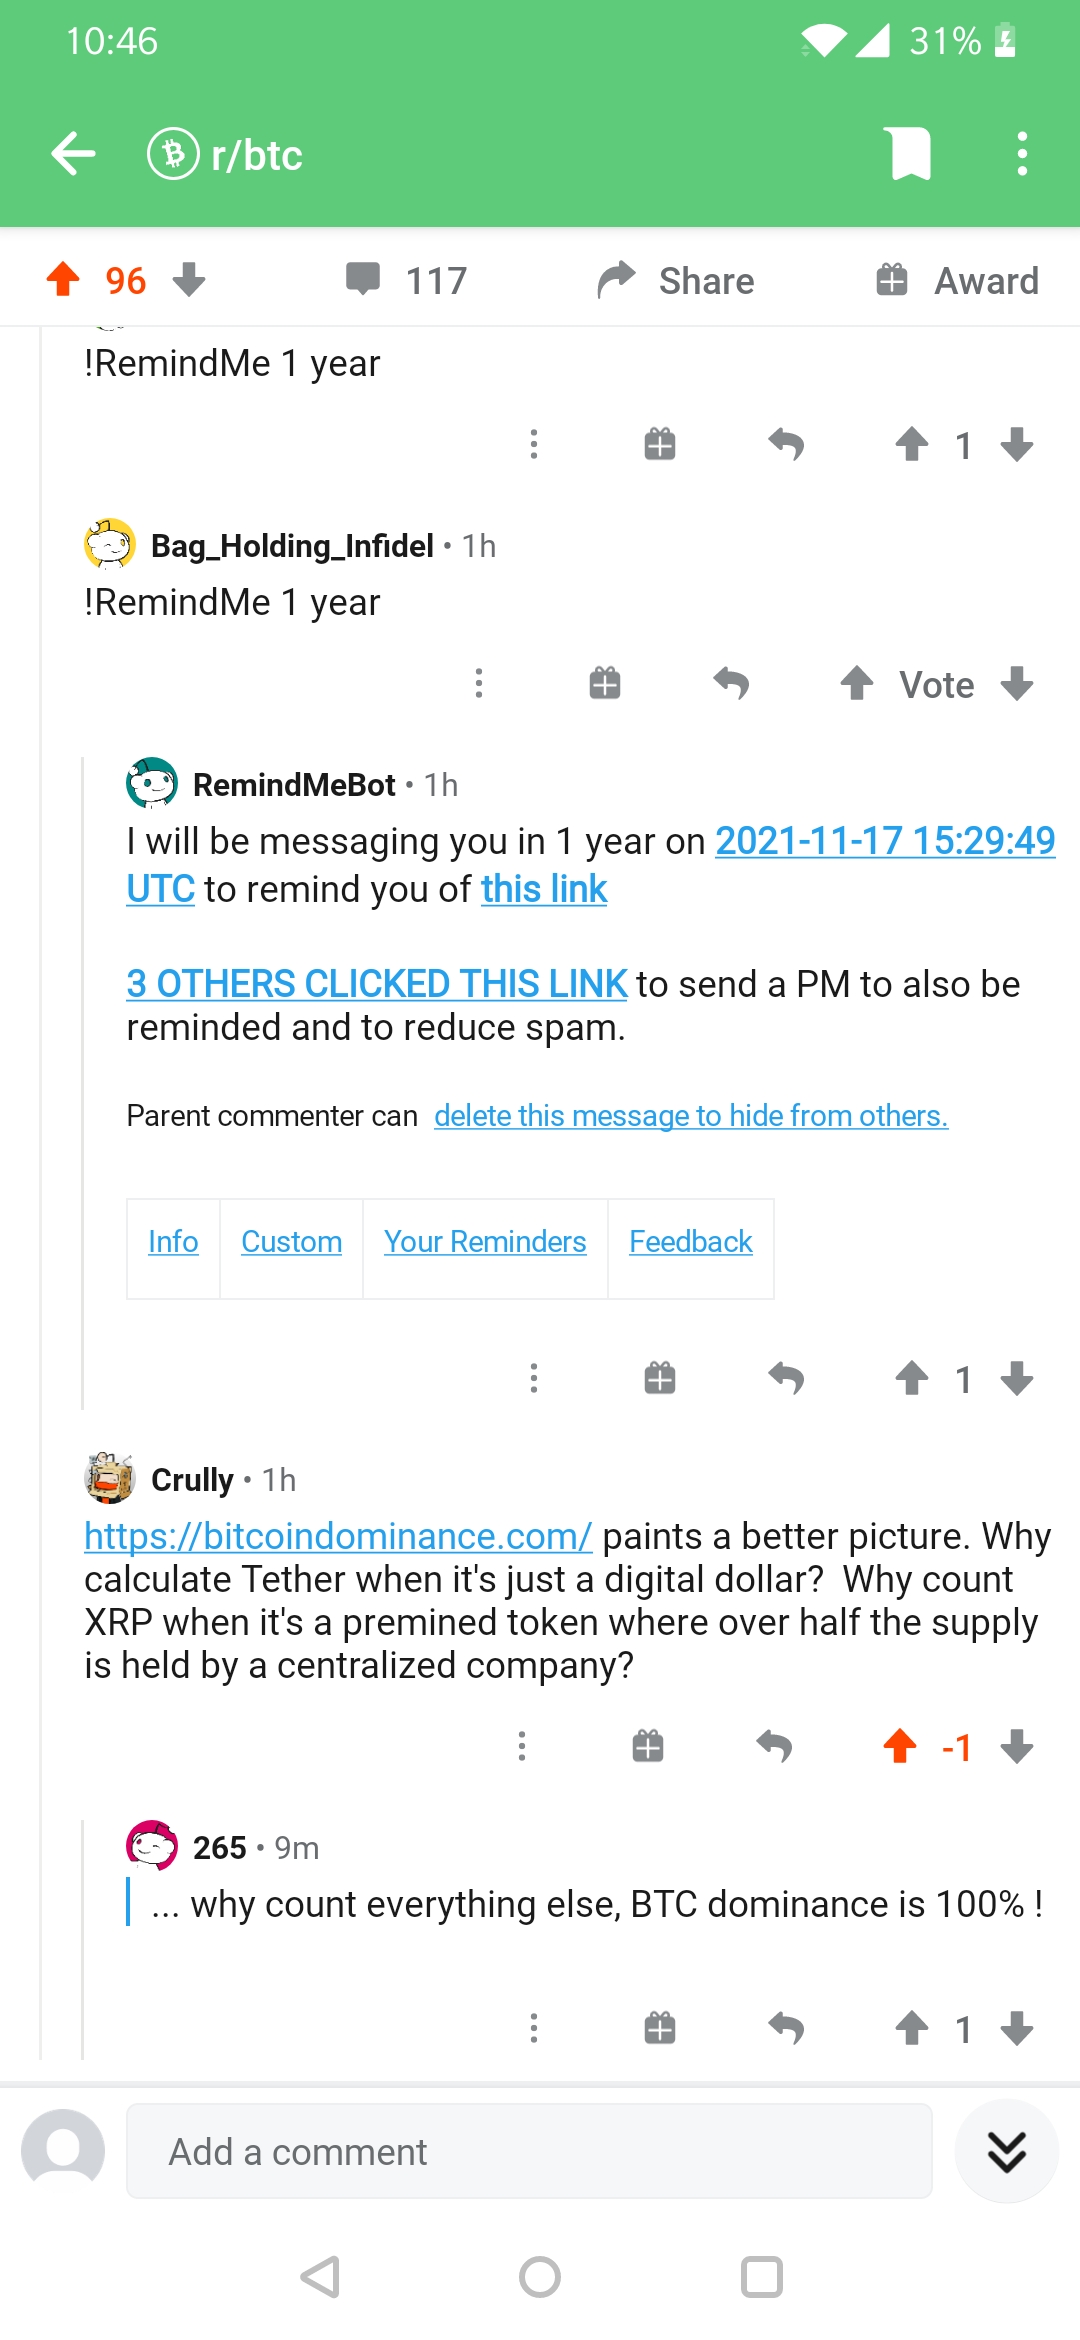 10:46
31%
r/btc
96
117
Share
Award
!RemindMe 1 year
1
Bag_Holding_Infidel • 1h
!RemindMe 1 year
Vote
RemindMeBot • 1h
I will be messaging you in 1 year on 2021-11-17 15:29:49
UTC to remind you of this link
3 OTHERS CLICKED THIS LINK to send a PM to also be
reminded and to reduce spam.
Parent commenter can delete this message to hide from others.
Info
Custom
Your Reminders
Feedback
1
Crully • 1h
https://bitcoindominance.com/ paints a better picture. Why
calculate Tether when it's just a digital dollar? Why count
XRP when it's a premined token where over half the supply
is held by a centralized company?
-1
265 • 9m
... why count everything else, BTC dominance is 100% !
1
Add a comment